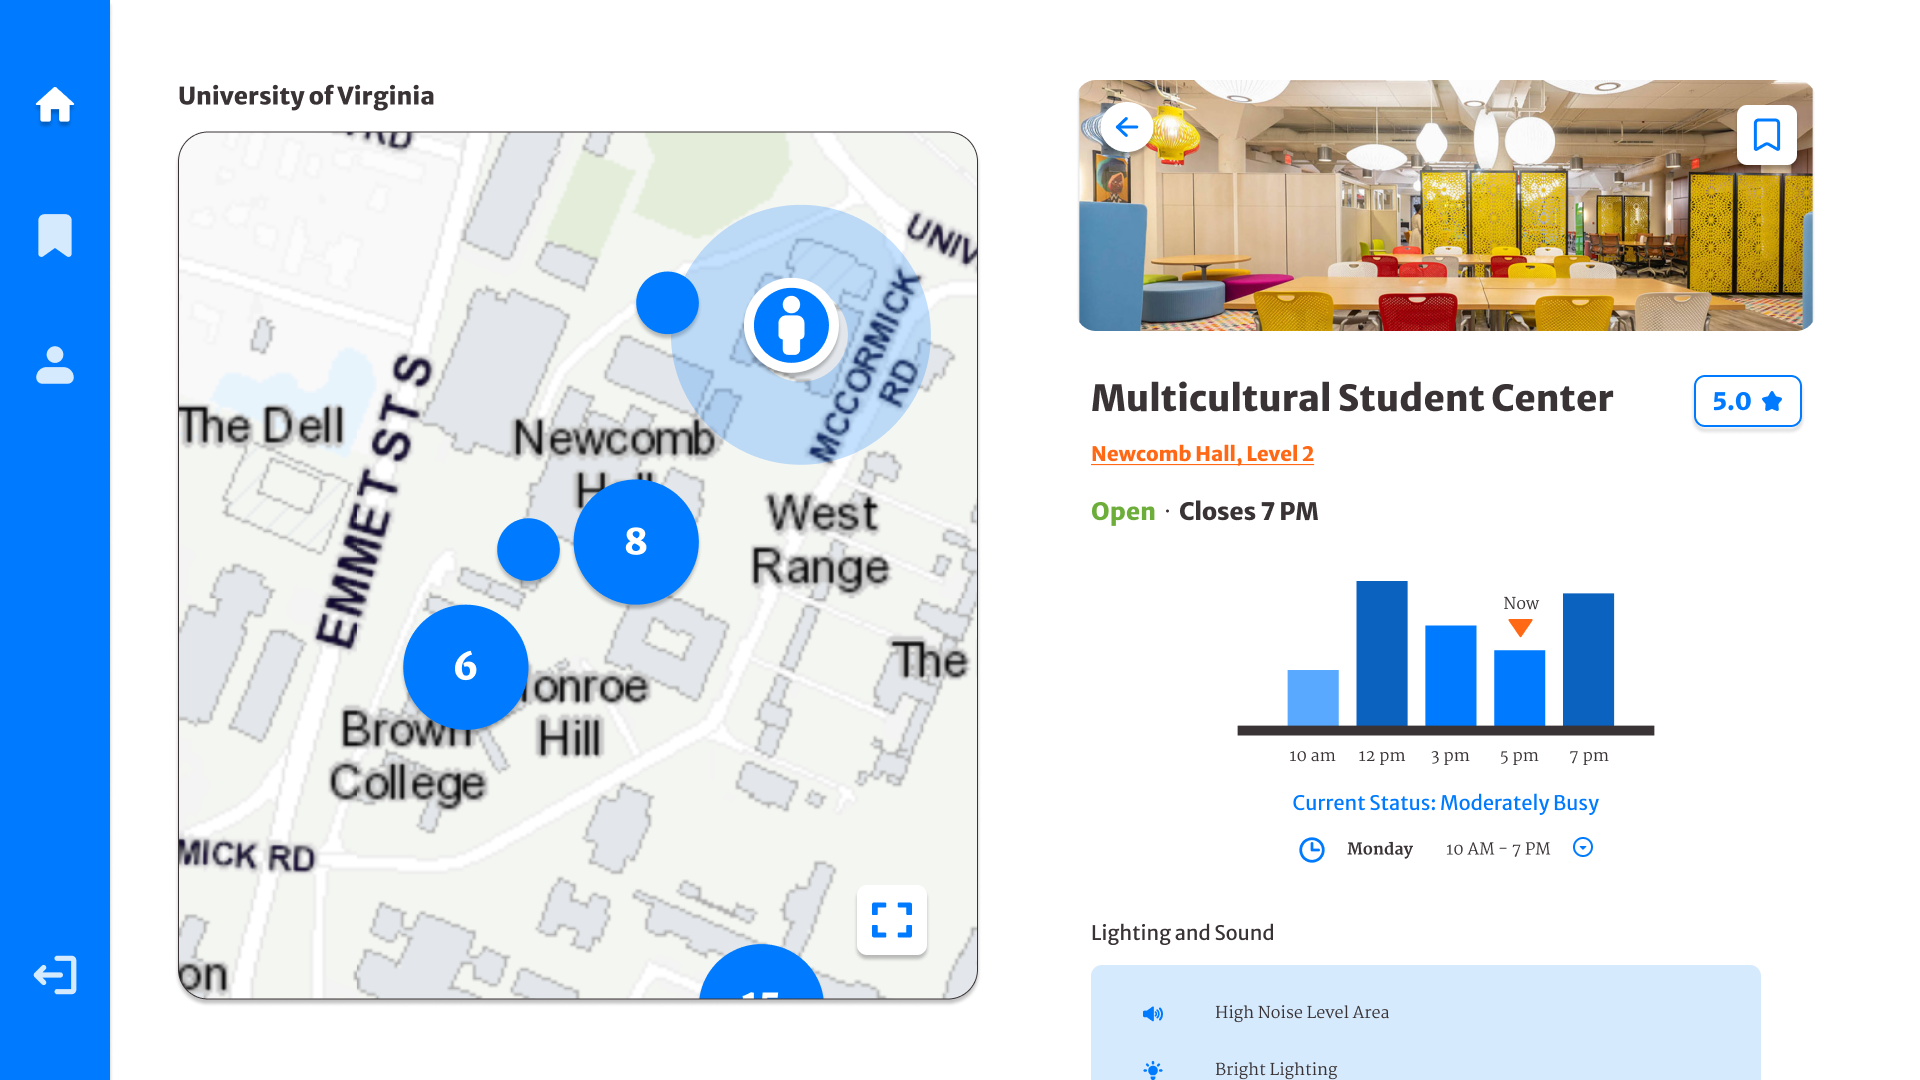 University of Virginia
RD
UNIV
MCCORMICK
RD
The Dell
EMMET ST S
Newcomb
West
Range
8
6
The
Hill
Brown
College
MICK RD
on
15
Multicultural Student Center
5.0
Newcomb Hall, Level 2
Open · Closes 7 PM
Now
10 am 12 pm 3 pm 5 pm 7 pm
Current Status: Moderately Busy
Monday 10 AM - 7 PM
Lighting and Sound
High Noise Level Area
Bright Lighting